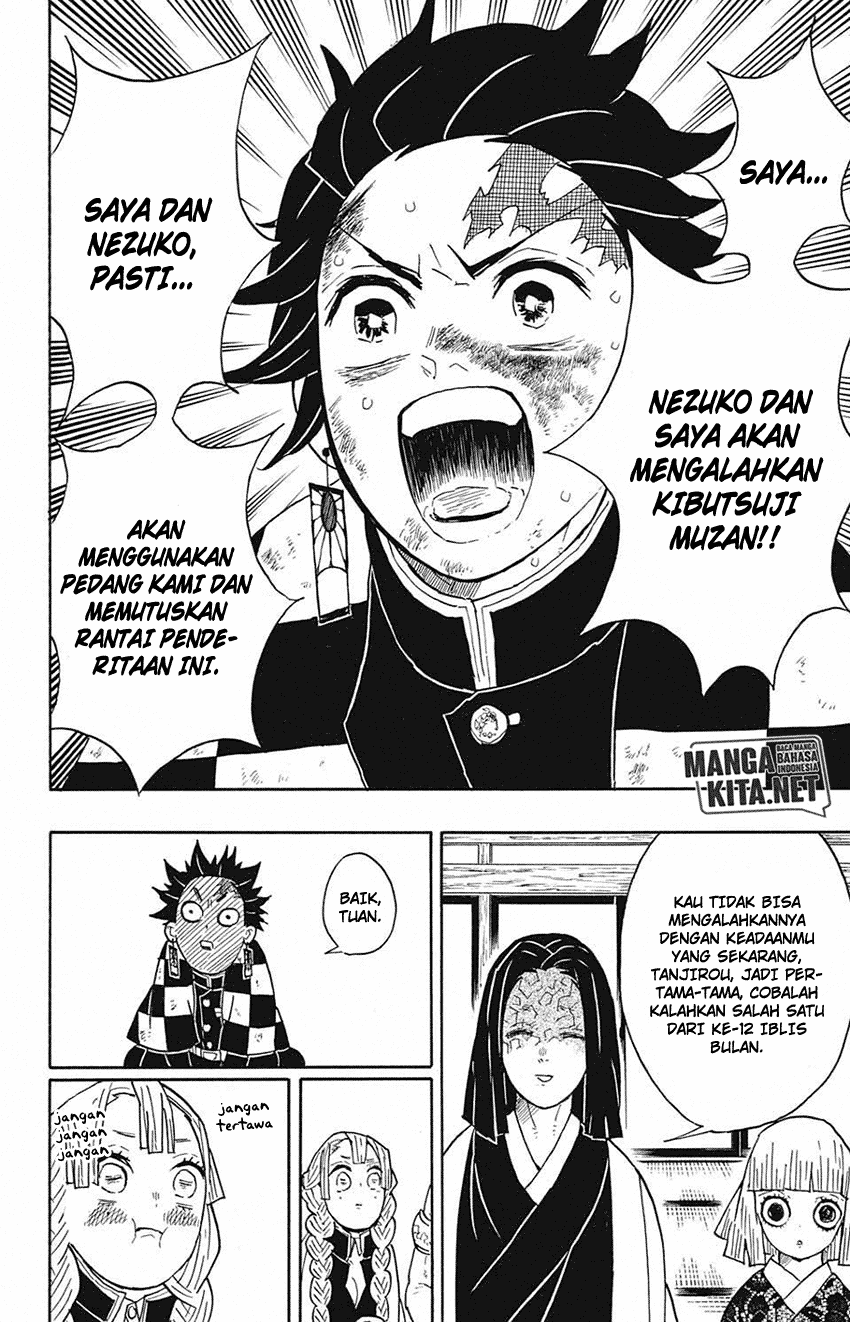 SAYA...
NEZUKO DAN
SAYA AKAN
MENGALAHKAN
KIBUTSUJI
MUZAN!!
SAYA DAN
NEZUKO,
PASTI...
AKAN
MENGGUNAKAN
PEDANG KAMI DAN
MEMUTUSKAN
RANTAI PENDE-
RITAAN INI.
MANGA
KITA.NET
BACA MANGA
BAHASA
INDONESIA
KAU TIDAK BISA
MENGALAHKANNYA
DENGAN KEADAANMU
YANG SEKARANG,
TANJIROU, JADI PER-
TAMA-TAMA, COBALAH
KALAHKAN SALAH SATU
DARI KE-12 IBLIS
BULAN.
BAIK,
TUAN.
jangan
tertawa
jangan
jangan
jangan